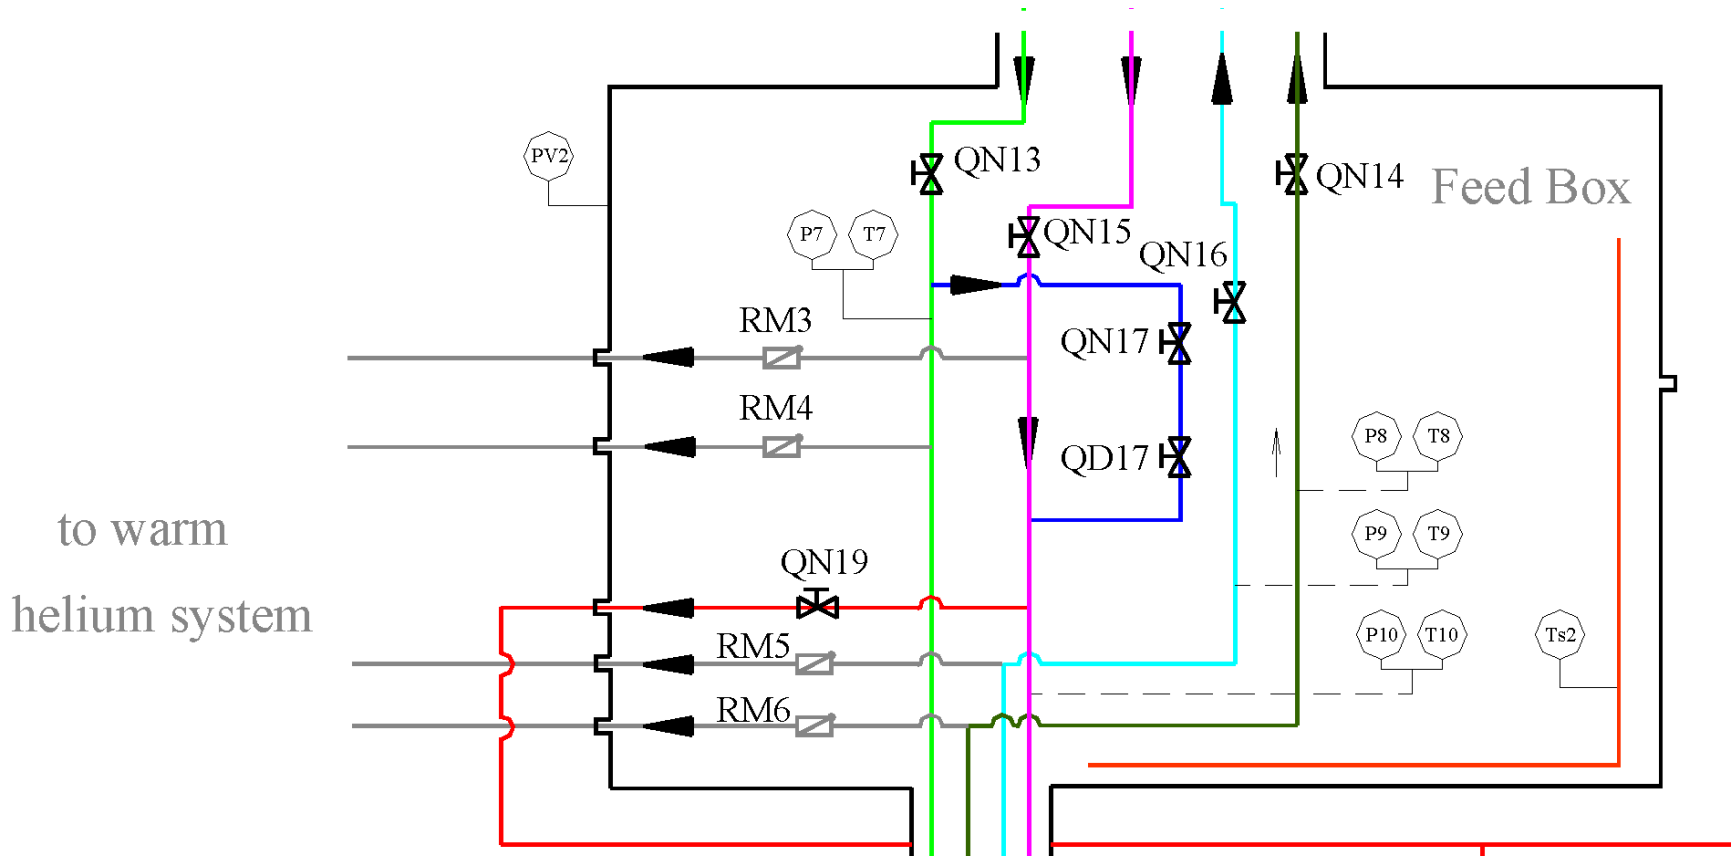 PV2
QN13
QN14
Feed Box
P7
T7
QN15
QN16
RM3
QN17
RM4
QD17
P8
T8
to warm
helium system
P9
T9
QN19
RM5
P10
T10
Ts2
RM6